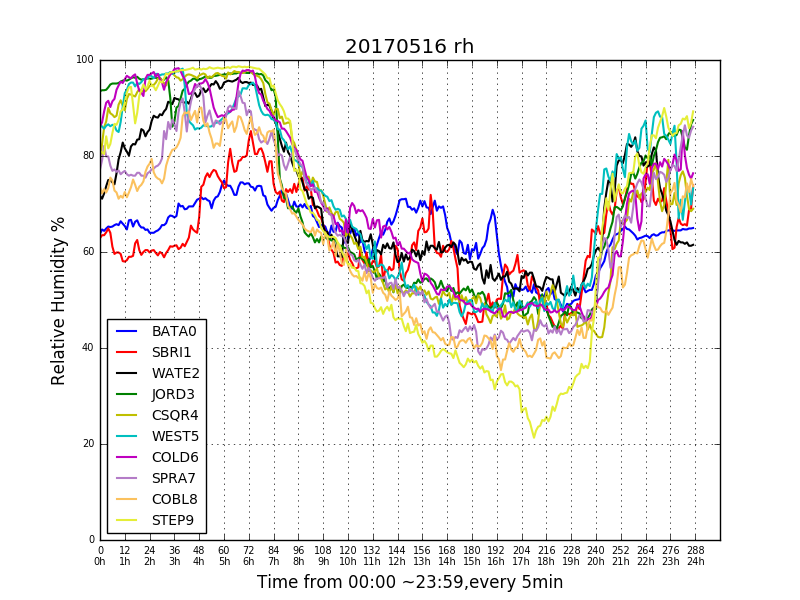 20170516 rh
100
80
60
40
20
0
Relative Humidity %
BATA0
SBRI1
WATE2
JORD3
CSQR4
WEST5
COLD6
SPRA7
COBL8
STEP9
0 12 24 36 48 60 72 84 96 108 120 132 144 156 168 180 192 204 216 228 240 252 264 276 288
0h 1h 2h 3h 4h 5h 6h 7h 8h 9h 10h 11h 12h 13h 14h 15h 16h 17h 18h 19h 20h 21h 22h 23h 24h
Time from 00:00 ~23:59,every 5min